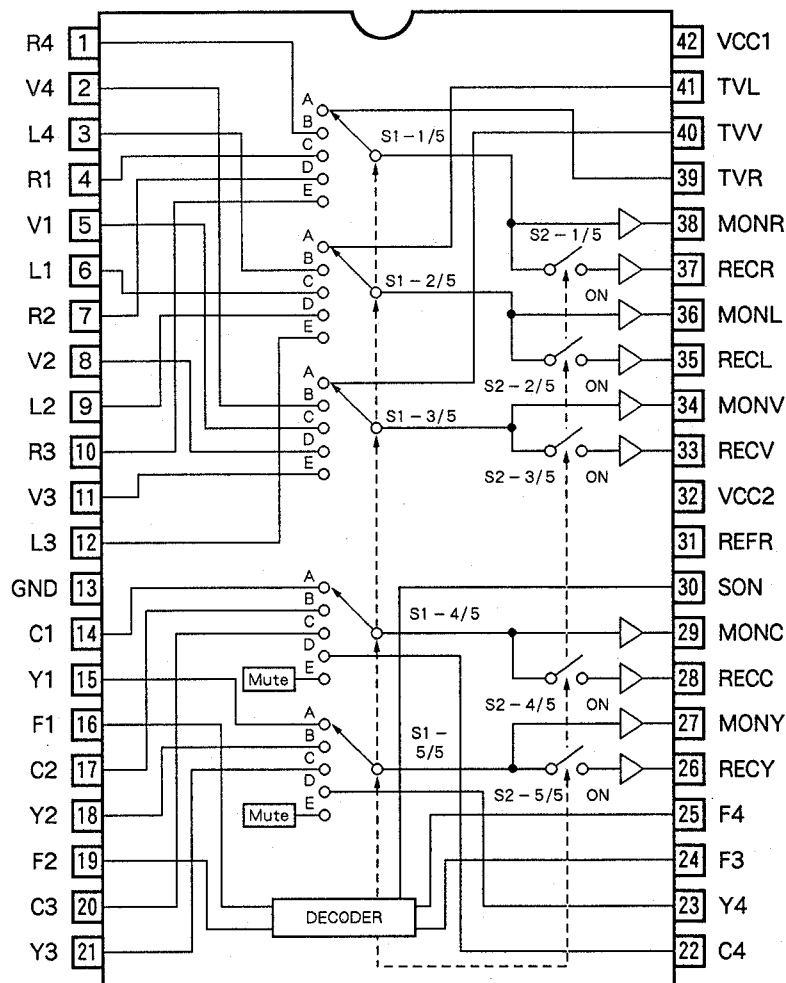 R4 1
V4 2
L4 3
R1 4
V1 5
L1 6
R2 7
V2 8
L2 9
R3 10
V3 11
L3 12
GND 13
C1 14
Y1 15
F1 16
C2 17
Y2 18
F2 19
C3 20
Y3 21
A
B
C
D
E
S1-1/5
A
B
C
D
E
S1-2/5
A
B
C
D
E
S1-3/5
A
B
C
D
E
Mute
S1-4/5
A
B
C
D
E
Mute
S1-
5/5
DECODER
S2-1/5
ON
S2-2/5
ON
S2-3/5
ON
S2-4/5
ON
S2-5/5
ON
42 VCC1
41 TVL
40 TVV
39 TVR
38 MONR
37 RECR
36 MONL
35 RECL
34 MONV
33 RECV
32 VCC2
31 REFR
30 SON
29 MONC
28 RECC
27 MONY
26 RECY
25 F4
24 F3
23 Y4
22 C4